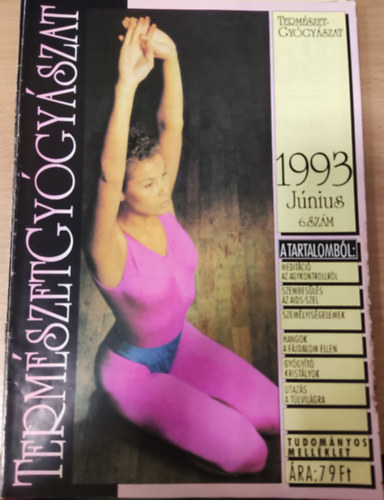 TERMÉSZETGYÓGYÁSZAT
TERMÉSZET-
GYÓGYÁSZAT
1993
Június
6.SZÁM
A TARTALOMBÓL:
MEDITÁCIÓ
AZ AGYKONTROLLRÓL
SZEMBESÜLÉS
AZ AIDS-SZEL
SZEMÉLYISÉGELEMEK
HANGOK
A FÁJDALOM ELLEN
GYÓGYÍTÓ
KRISTÁLYOK
UTAZÁS
A TÚLVILÁGRA
TUDOMÁNYOS
MELLÉKLET
ÁRA: 79 Ft